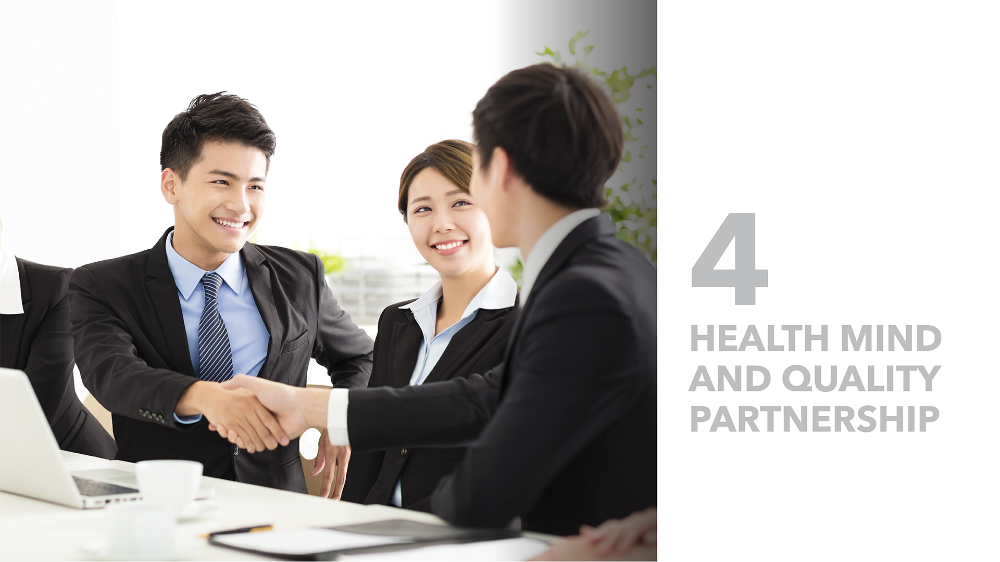 4
HEALTH MIND
AND QUALITY
PARTNERSHIP